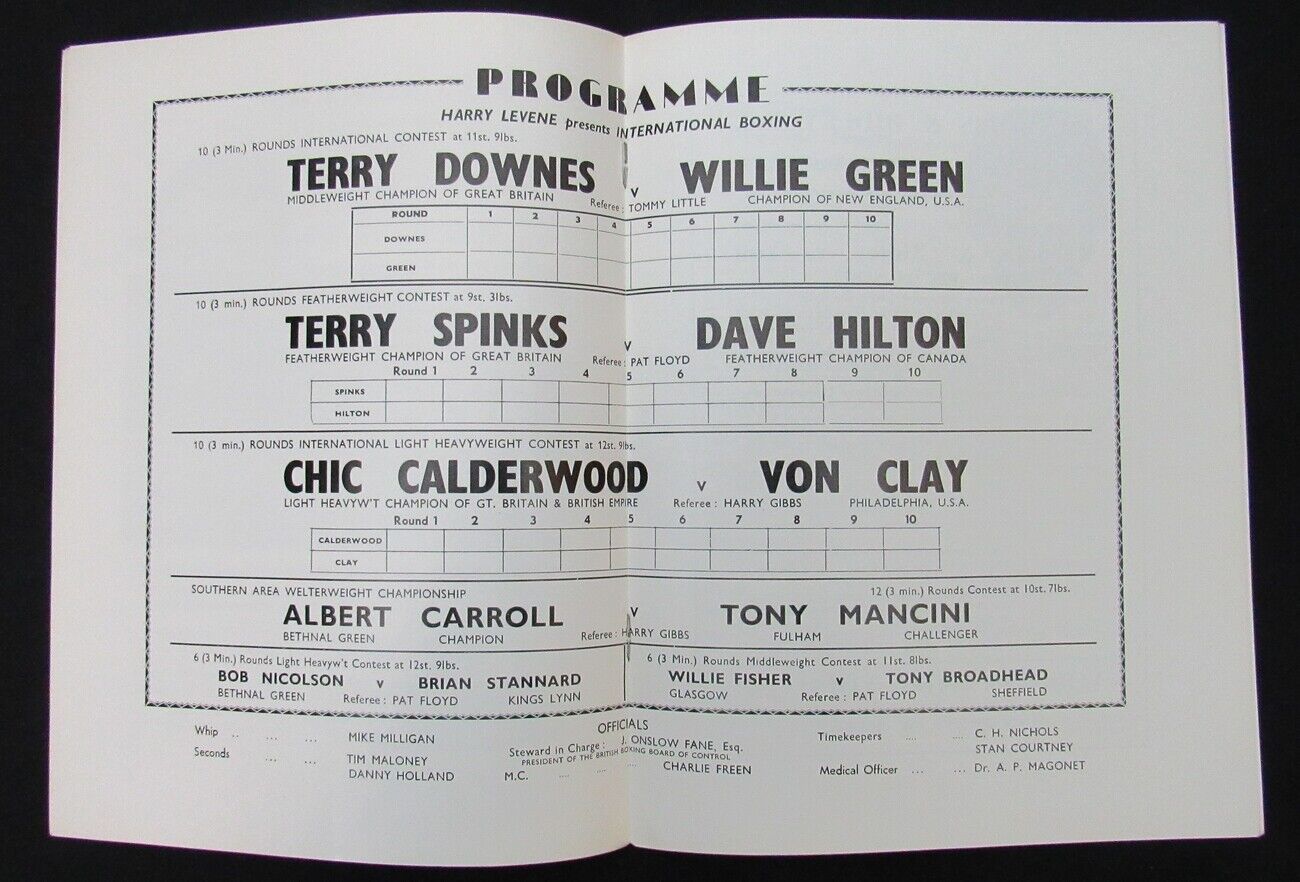 PROGRAMME
HARRY LEVENE presents INTERNATIONAL BOXING
10 (3 Min.) ROUNDS INTERNATIONAL CONTEST at 11st. 9lbs.
TERRY DOWNES v WILLIE GREEN
MIDDLEWEIGHT CHAMPION OF GREAT BRITAIN Referee : TOMMY LITTLE CHAMPION OF NEW ENGLAND, U.S.A.
ROUND 1 2 3 4 5 6 7 8 9 10
DOWNES
GREEN
10 (3 min.) ROUNDS FEATHERWEIGHT CONTEST at 9st. 3lbs.
TERRY SPINKS v DAVE HILTON
FEATHERWEIGHT CHAMPION OF GREAT BRITAIN Referee : PAT FLOYD FEATHERWEIGHT CHAMPION OF CANADA
Round 1 2 3 4 5 6 7 8 9 10
SPINKS
HILTON
10 (3 min.) ROUNDS INTERNATIONAL LIGHT HEAVYWEIGHT CONTEST at 12st. 9lbs.
CHIC CALDERWOOD v VON CLAY
LIGHT HEAVYW'T CHAMPION OF GT. BRITAIN & BRITISH EMPIRE Referee : HARRY GIBBS PHILADELPHIA, U.S.A.
Round 1 2 3 4 5 6 7 8 9 10
CALDERWOOD
CLAY
SOUTHERN AREA WELTERWEIGHT CHAMPIONSHIP 12 (3 min.) Rounds Contest at 10st. 7lbs.
ALBERT CARROLL v TONY MANCINI
BETHNAL GREEN CHAMPION Referee : HARRY GIBBS FULHAM CHALLENGER
6 (3 Min.) Rounds Light Heavyw't Contest at 12st. 9lbs.
BOB NICOLSON v BRIAN STANNARD
BETHNAL GREEN Referee : PAT FLOYD KINGS LYNN
6 (3 Min.) Rounds Middleweight Contest at 11st. 8lbs.
WILLIE FISHER v TONY BROADHEAD
GLASGOW Referee : PAT FLOYD SHEFFIELD
OFFICIALS
Whip .. ... ... MIKE MILLIGAN
Seconds ... ... TIM MALONEY
DANNY HOLLAND
Steward in Charge : J. ONSLOW FANE, Esq.
PRESIDENT OF THE BRITISH BOXING BOARD OF CONTROL
M.C. .... .... .... CHARLIE FREEN
Timekeepers .... .... C. H. NICHOLS
STAN COURTNEY
Medical Officer ... ... Dr. A. P. MAGONET